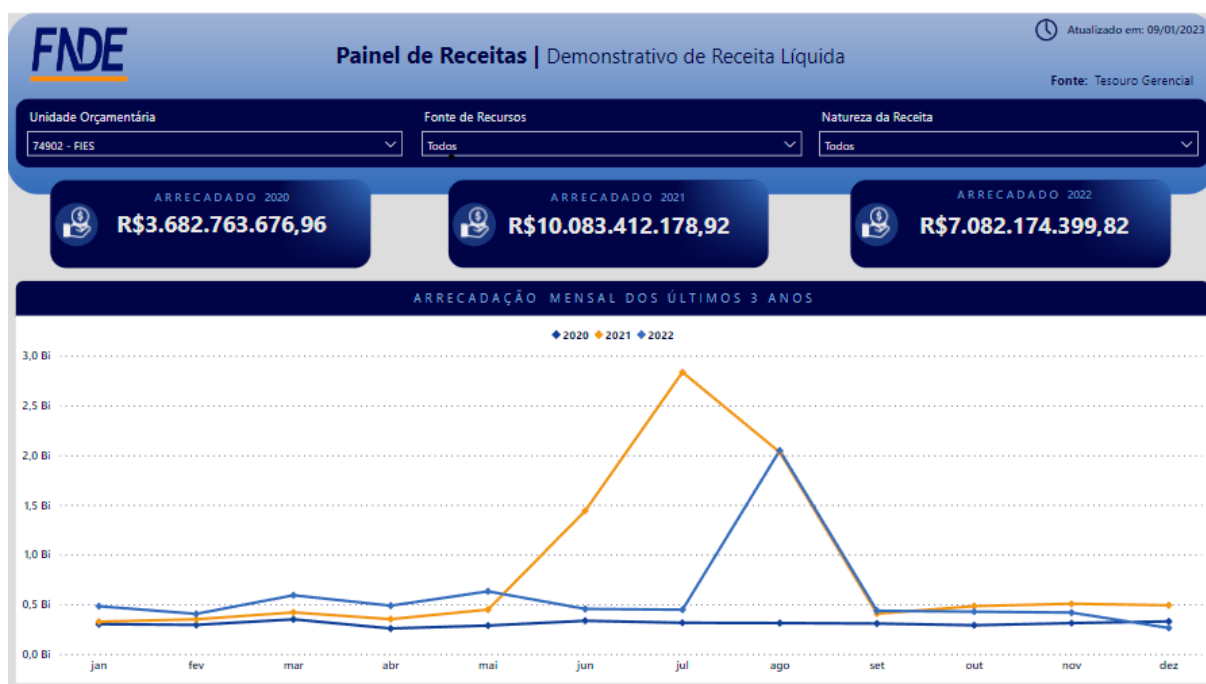 FNDE
Atualizado em: 09/01/2023
Painel de Receitas | Demonstrativo de Receita Líquida
Fonte: Tesouro Gerencial
Unidade Orçamentária
Fonte de Recursos
Natureza da Receita
74902 - FIES
Todos
Todos
ARRECADADO 2020
R$3.682.763.676,96
ARRECADADO 2021
R$10.083.412.178,92
ARRECADADO 2022
R$7.082.174.399,82
ARRECADAÇÃO MENSAL DOS ÚLTIMOS 3 ANOS
2020 2021 2022
3,0 Bi
2,5 Bi
2,0 Bi
1,5 Bi
1,0 Bi
0,5 Bi
0,0 Bi
jan fev mar abr mai jun jul ago set out nov dez